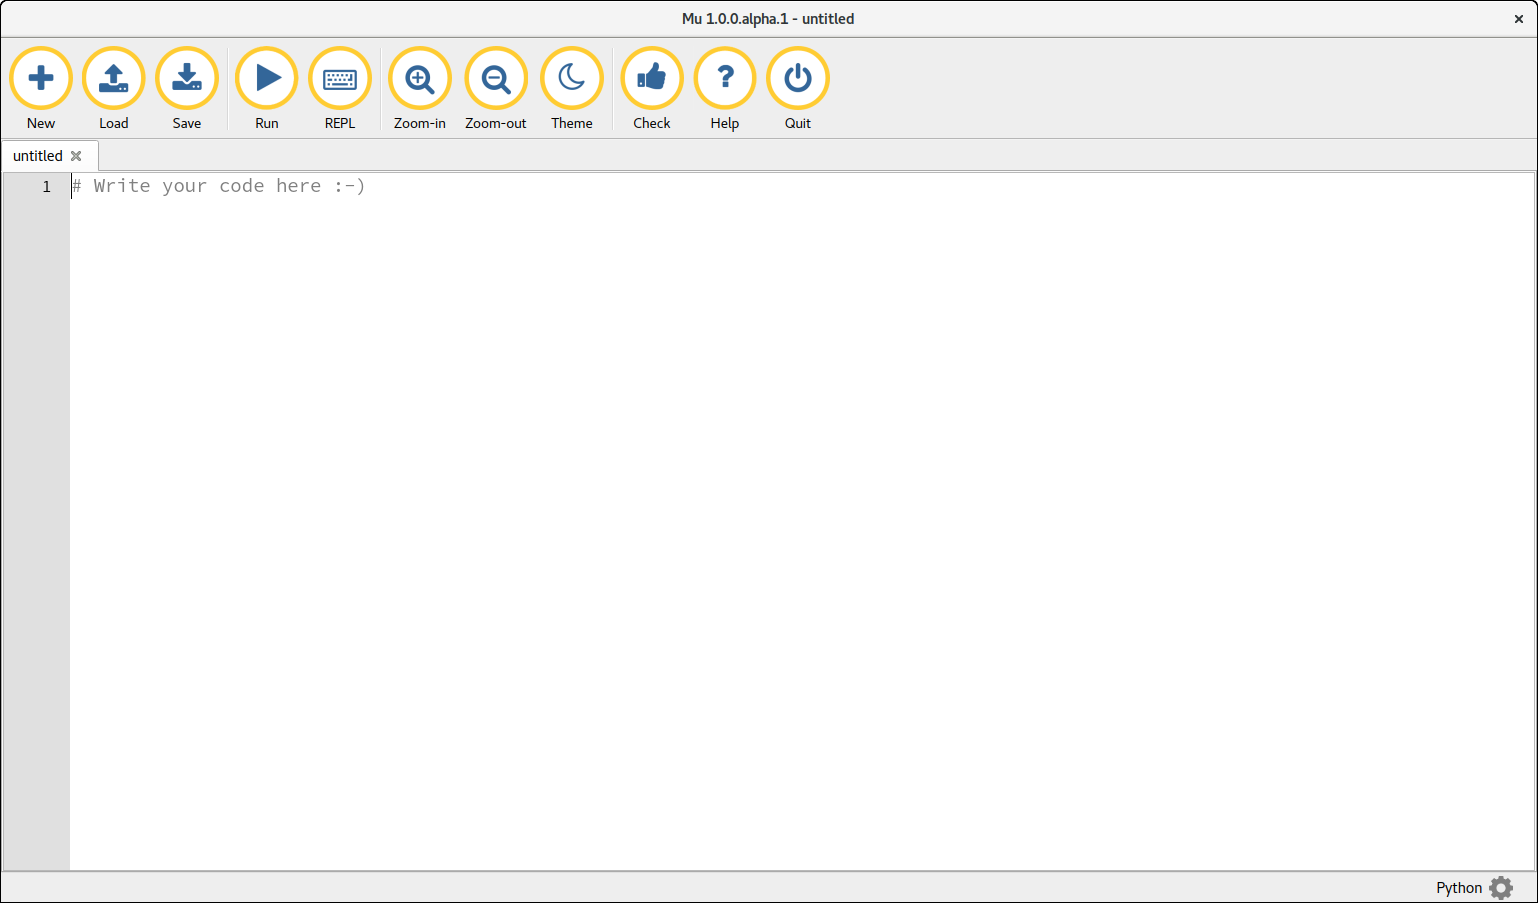 Mu 1.0.0.alpha.1 - untitled
New Load Save Run REPL Zoom-in Zoom-out Theme Check Help Quit
untitled
1 # Write your code here :-)
Python